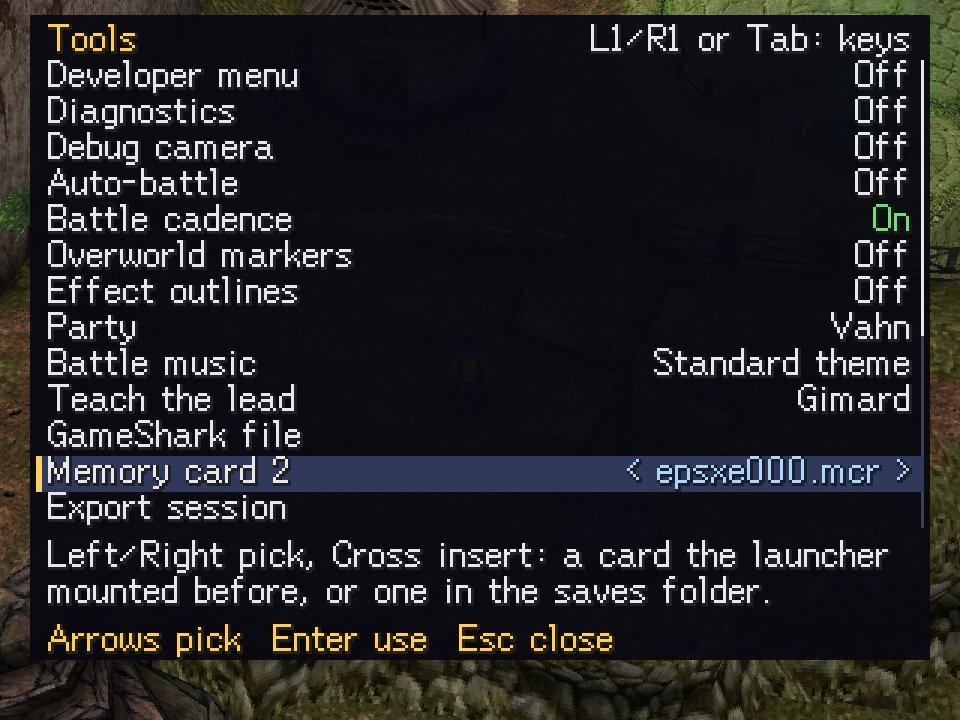 Tools L1/R1 or Tab: keys
Developer menu Off
Diagnostics Off
Debug camera Off
Auto-battle Off
Battle cadence On
Overworld markers Off
Effect outlines Off
Party Vahn
Battle music Standard theme
Teach the lead Gimard
GameShark file
Memory card 2 < epsxe000.mcr >
Export session
Left/Right pick, Cross insert: a card the launcher
mounted before, or one in the saves folder.
Arrows pick Enter use Esc close